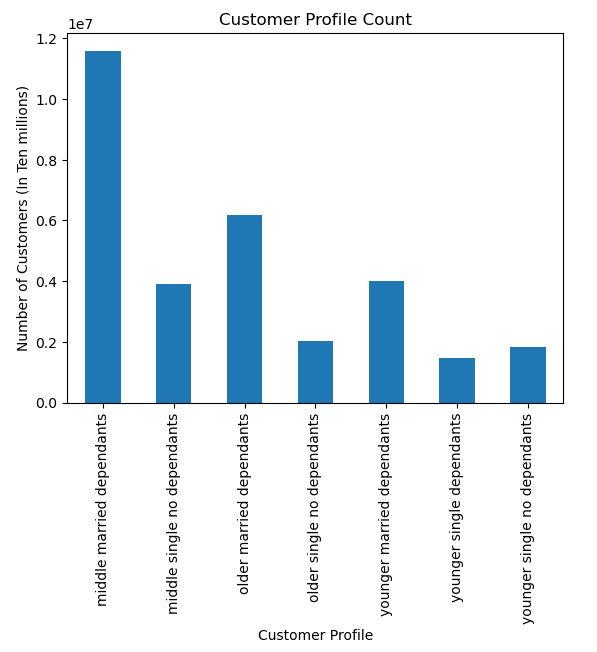 Customer Profile Count
1e7
1.2
1.0
0.8
0.6
0.4
0.2
0.0
Number of Customers (In Ten millions)
middle married dependants
middle single no dependants
older married dependants
older single no dependants
younger married dependants
younger single dependants
younger single no dependants
Customer Profile